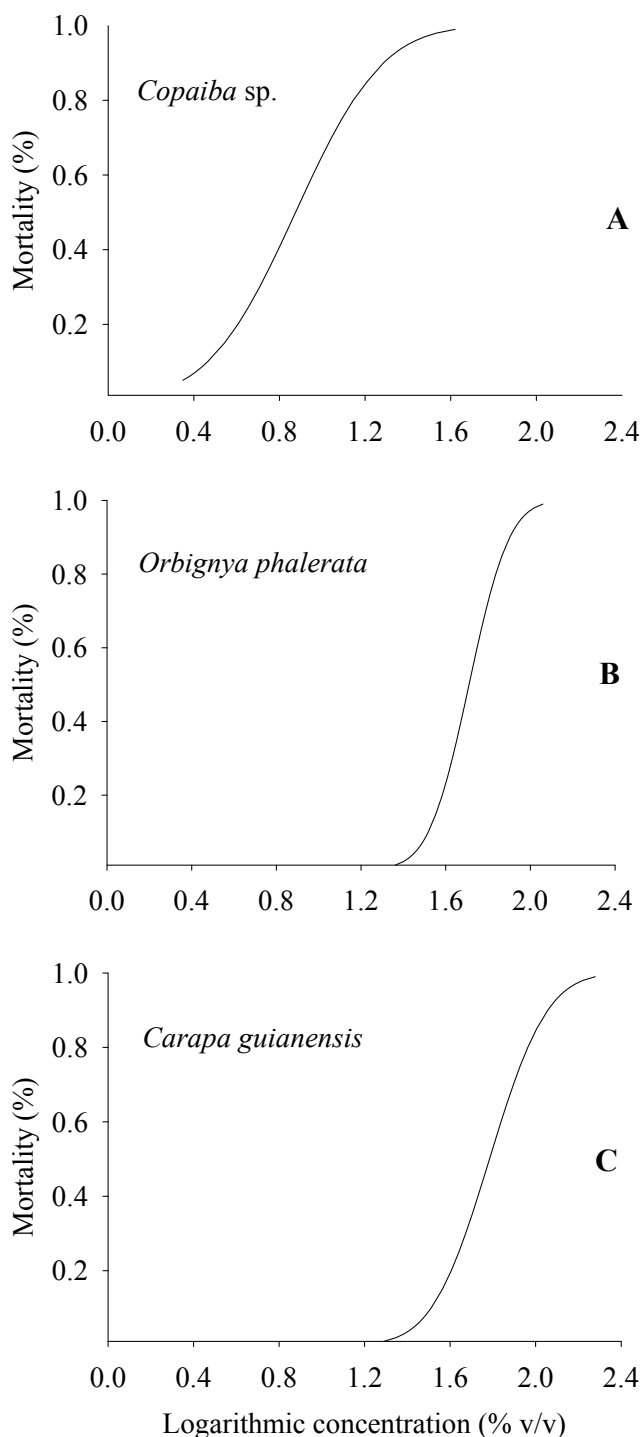 1.0
Copaiba sp.
0.8
Mortality (%)
0.6
A
0.4
0.2
0.0 0.4 0.8 1.2 1.6 2.0 2.4
1.0
Orbignya phalerata
0.8
Mortality (%)
0.6
B
0.4
0.2
0.0 0.4 0.8 1.2 1.6 2.0 2.4
1.0
Carapa guianensis
0.8
Mortality (%)
0.6
C
0.4
0.2
0.0 0.4 0.8 1.2 1.6 2.0 2.4
Logarithmic concentration (% v/v)